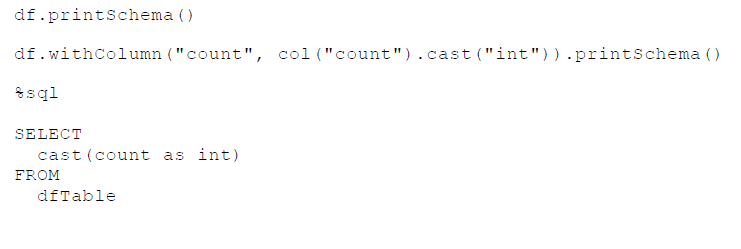 df.printSchema()
df.withColumn("count", col("count").cast("int")).printSchema()
%sql
SELECT
  cast(count as int)
FROM
  dfTable